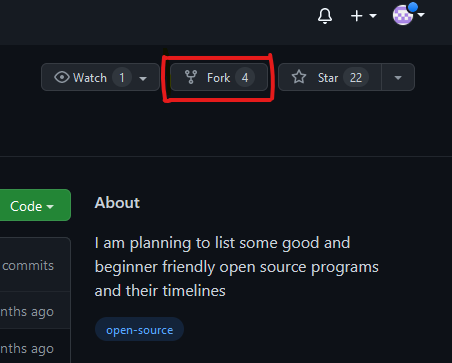 Watch 1
Fork 4
Star 22
Code
About
I am planning to list some good and
beginner friendly open source programs
and their timelines
commits
nths ago
nths ago
open-source